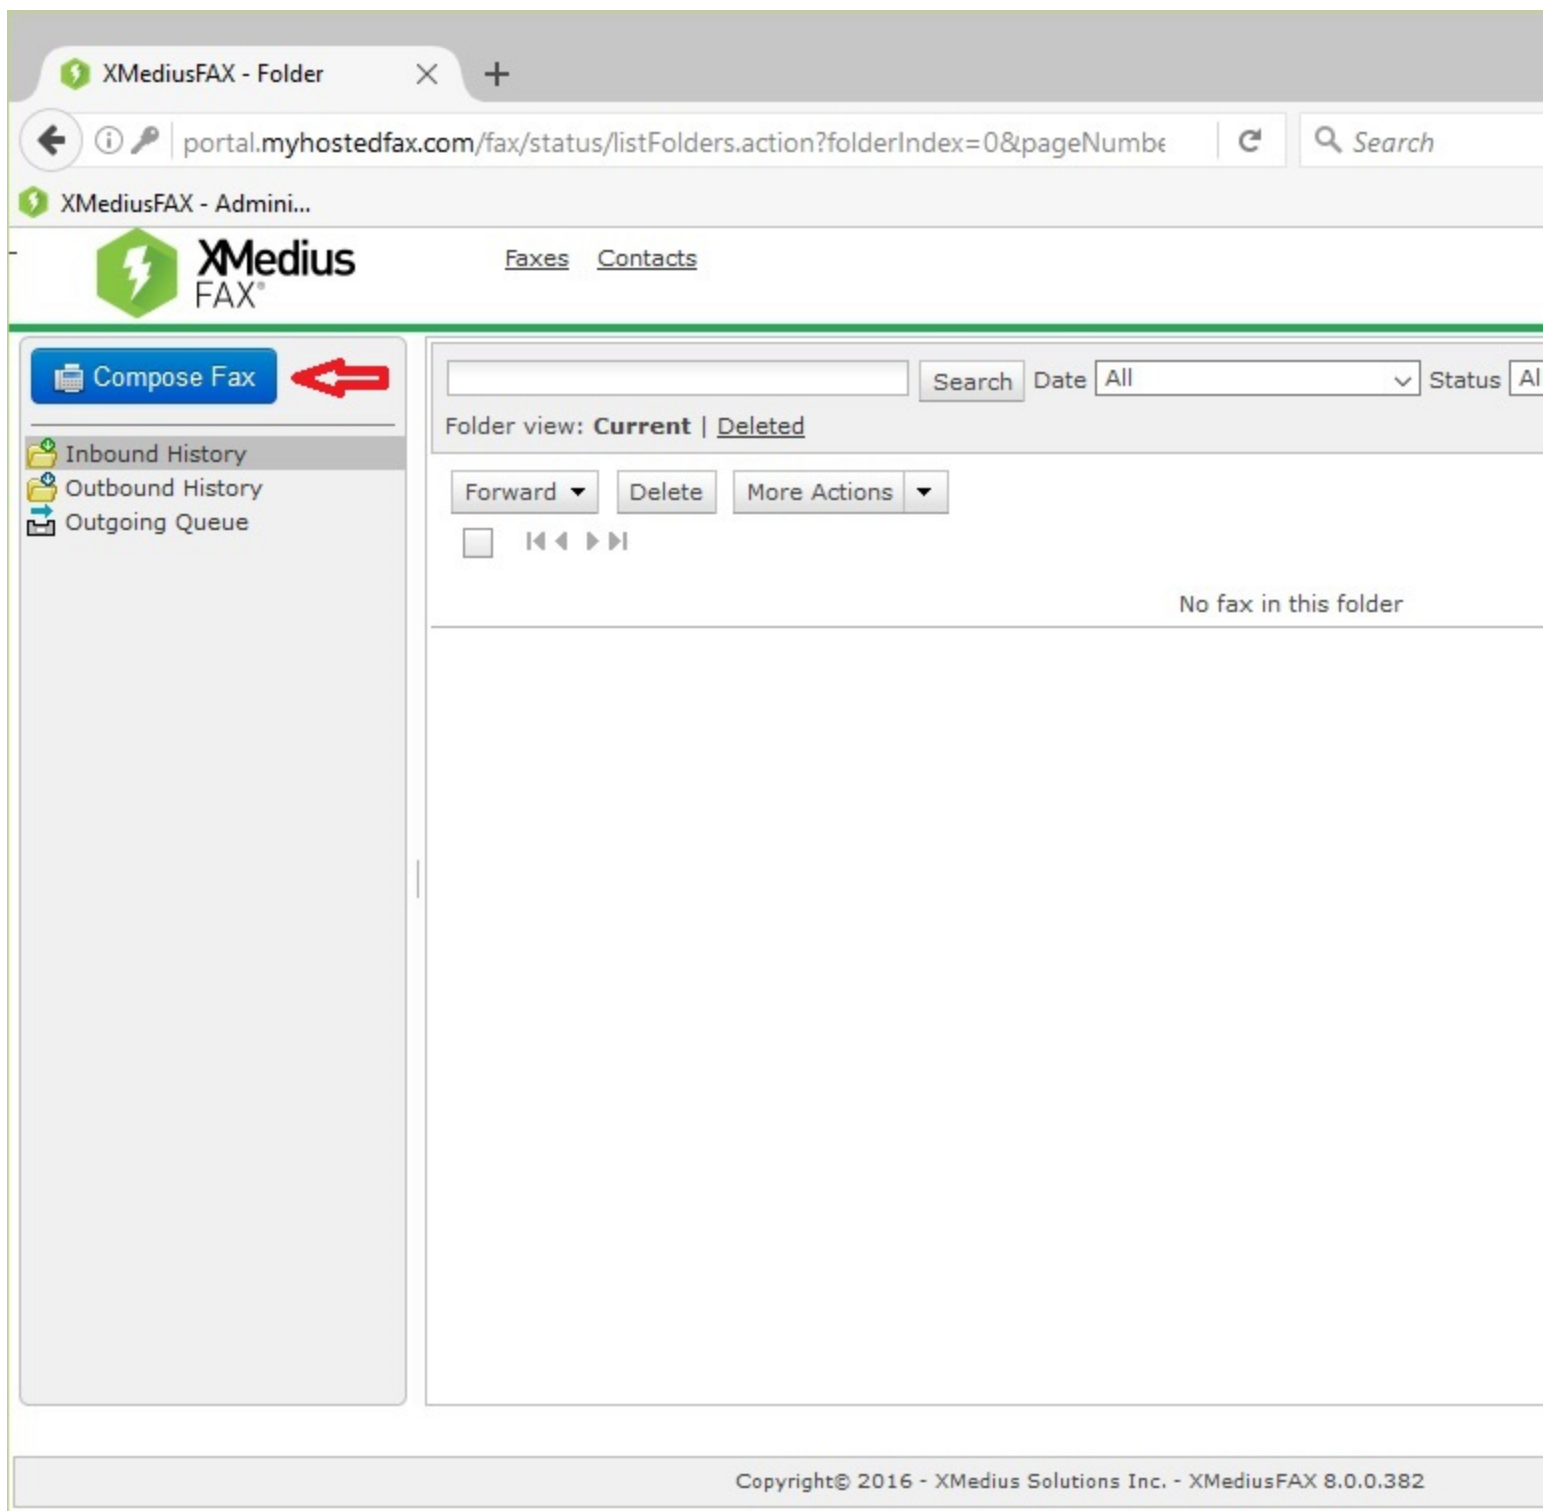 XMediusFAX - Folder
portal.myhostedfax.com/fax/status/listFolders.action?folderIndex=0&pageNumbe
Search
XMediusFAX - Admini...
XMedius
FAX®
Faxes Contacts
Compose Fax
Search Date All Status Al
Folder view: Current | Deleted
Inbound History
Outbound History
Outgoing Queue
Forward Delete More Actions
No fax in this folder
Copyright© 2016 - XMedius Solutions Inc. - XMediusFAX 8.0.0.382